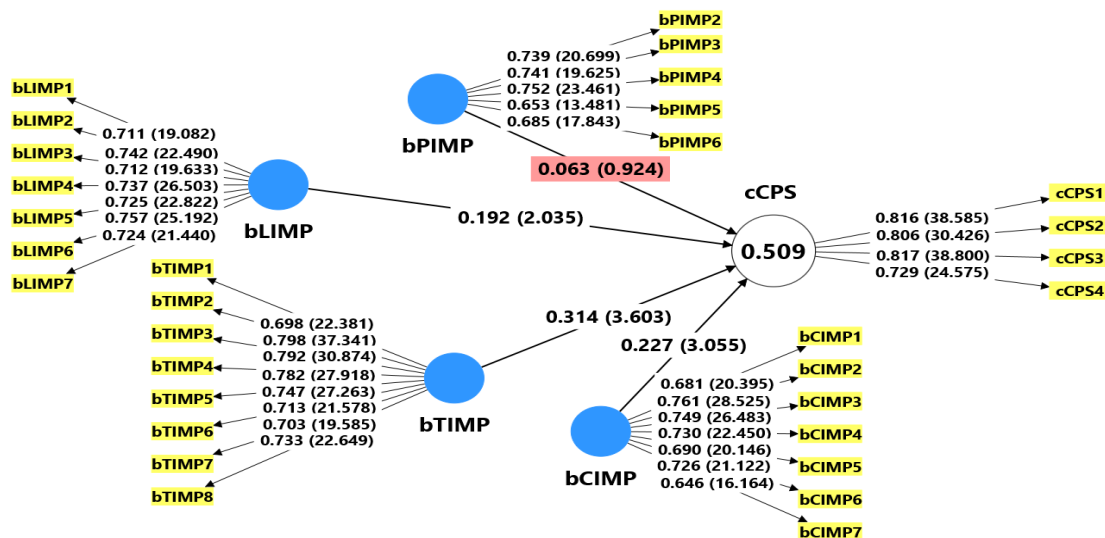 bPIMP2
bPIMP3
bPIMP4
bPIMP5
bPIMP6
0.739 (20.699)
0.741 (19.625)
0.752 (23.461)
0.653 (13.481)
0.685 (17.843)
bPIMP
0.063 (0.924)
bLIMP1
bLIMP2
bLIMP3
bLIMP4
bLIMP5
bLIMP6
bLIMP7
0.711 (19.082)
0.742 (22.490)
0.712 (19.633)
0.737 (26.503)
0.725 (22.822)
0.757 (25.192)
0.724 (21.440)
bLIMP
0.192 (2.035)
cCPS
0.509
0.816 (38.585)
0.806 (30.426)
0.817 (38.800)
0.729 (24.575)
cCPS1
cCPS2
cCPS3
cCPS4
bTIMP1
bTIMP2
bTIMP3
bTIMP4
bTIMP5
bTIMP6
bTIMP7
bTIMP8
0.698 (22.381)
0.798 (37.341)
0.792 (30.874)
0.782 (27.918)
0.747 (27.263)
0.713 (21.578)
0.703 (19.585)
0.733 (22.649)
bTIMP
0.314 (3.603)
0.227 (3.055)
bCIMP
0.681 (20.395)
0.761 (28.525)
0.749 (26.483)
0.730 (22.450)
0.690 (20.146)
0.726 (21.122)
0.646 (16.164)
bCIMP1
bCIMP2
bCIMP3
bCIMP4
bCIMP5
bCIMP6
bCIMP7